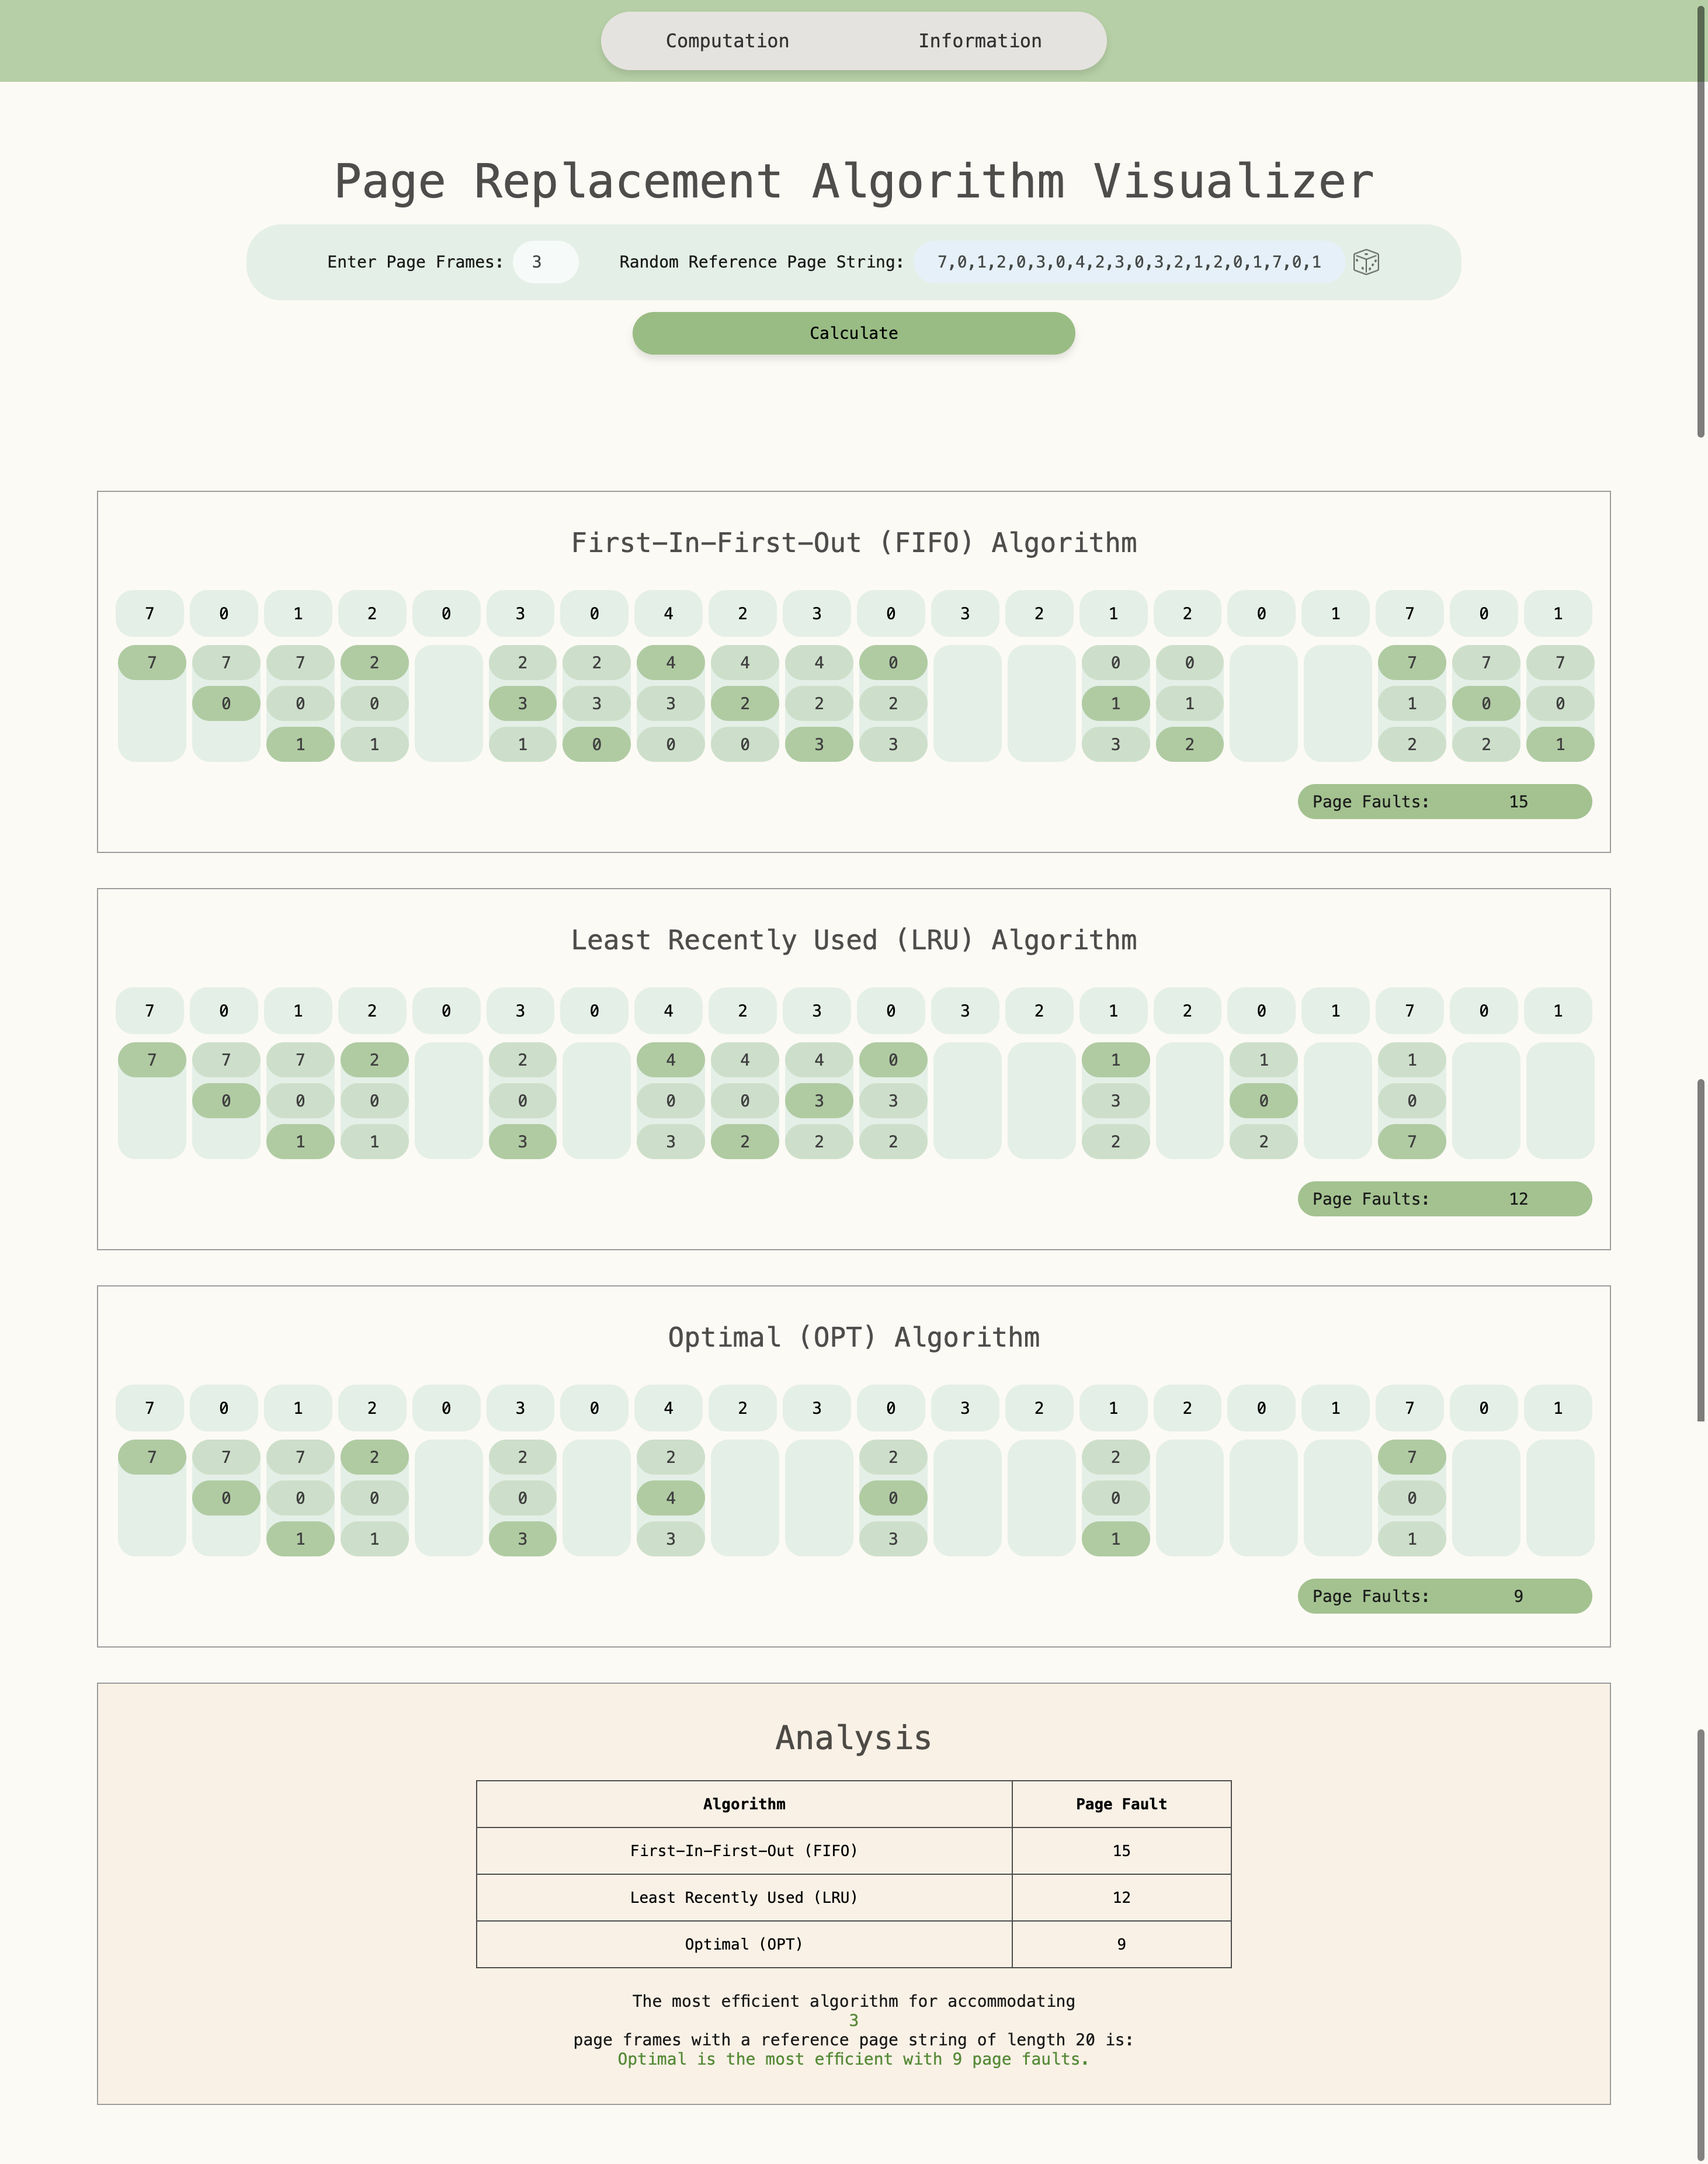 Computation Information
Page Replacement Algorithm Visualizer
Enter Page Frames: 3 Random Reference Page String: 7,0,1,2,0,3,0,4,2,3,0,3,2,1,2,0,1,7,0,1
Calculate
First-In-First-Out (FIFO) Algorithm
7 0 1 2 0 3 0 4 2 3 0 3 2 1 2 0 1 7 0 1
7 7 7 2 2 2 4 4 4 0 0 0 7 7 7
0 0 0 3 3 3 2 2 2 1 1 1 0 0
1 1 1 0 0 0 3 3 3 2 2 2 1
Page Faults: 15
Least Recently Used (LRU) Algorithm
7 0 1 2 0 3 0 4 2 3 0 3 2 1 2 0 1 7 0 1
7 7 7 2 2 4 4 4 0 1 1 1
0 0 0 0 0 0 3 3 3 0 0
1 1 3 3 2 2 2 2 2 7
Page Faults: 12
Optimal (OPT) Algorithm
7 0 1 2 0 3 0 4 2 3 0 3 2 1 2 0 1 7 0 1
7 7 7 2 2 2 2 2 7
0 0 0 0 4 0 0 0
1 1 3 3 3 1 1
Page Faults: 9
Analysis
Algorithm Page Fault
First-In-First-Out (FIFO) 15
Least Recently Used (LRU) 12
Optimal (OPT) 9
The most efficient algorithm for accommodating
3
page frames with a reference page string of length 20 is:
Optimal is the most efficient with 9 page faults.